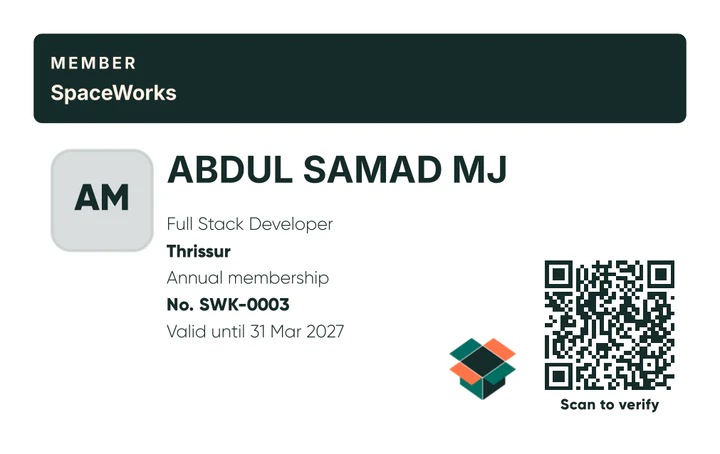 MEMBER
SpaceWorks
AM
ABDUL SAMAD MJ
Full Stack Developer
Thrissur
Annual membership
No. SWK-0003
Valid until 31 Mar 2027
Scan to verify